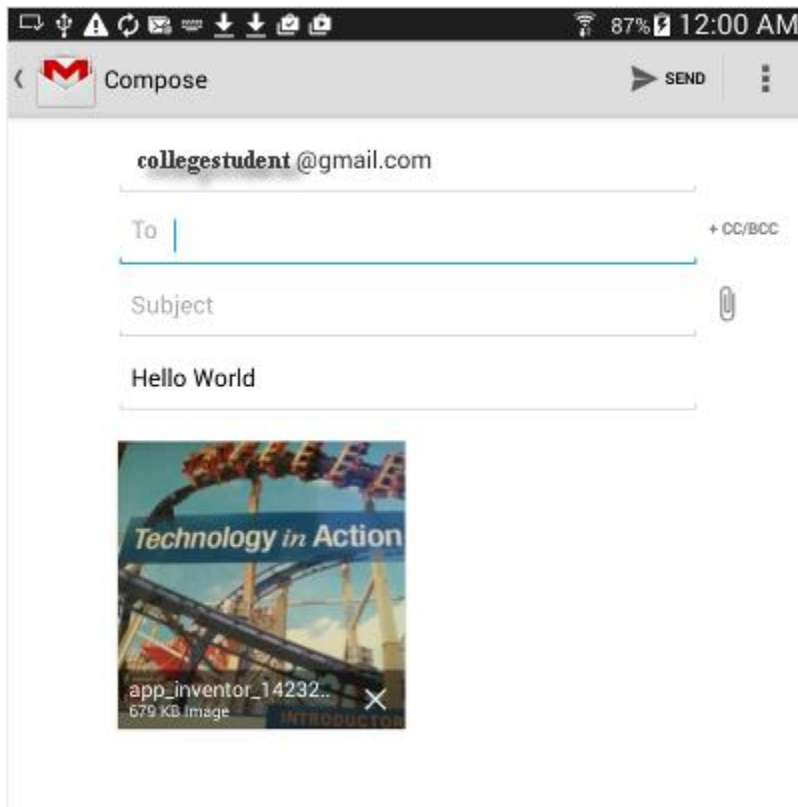 87% 12:00 AM
Compose SEND
collegestudent @gmail.com
To + CC/BCC
Subject
Hello World
Technology in Action
app_inventor_14232..
679 KB Image
INTRODUCTOR